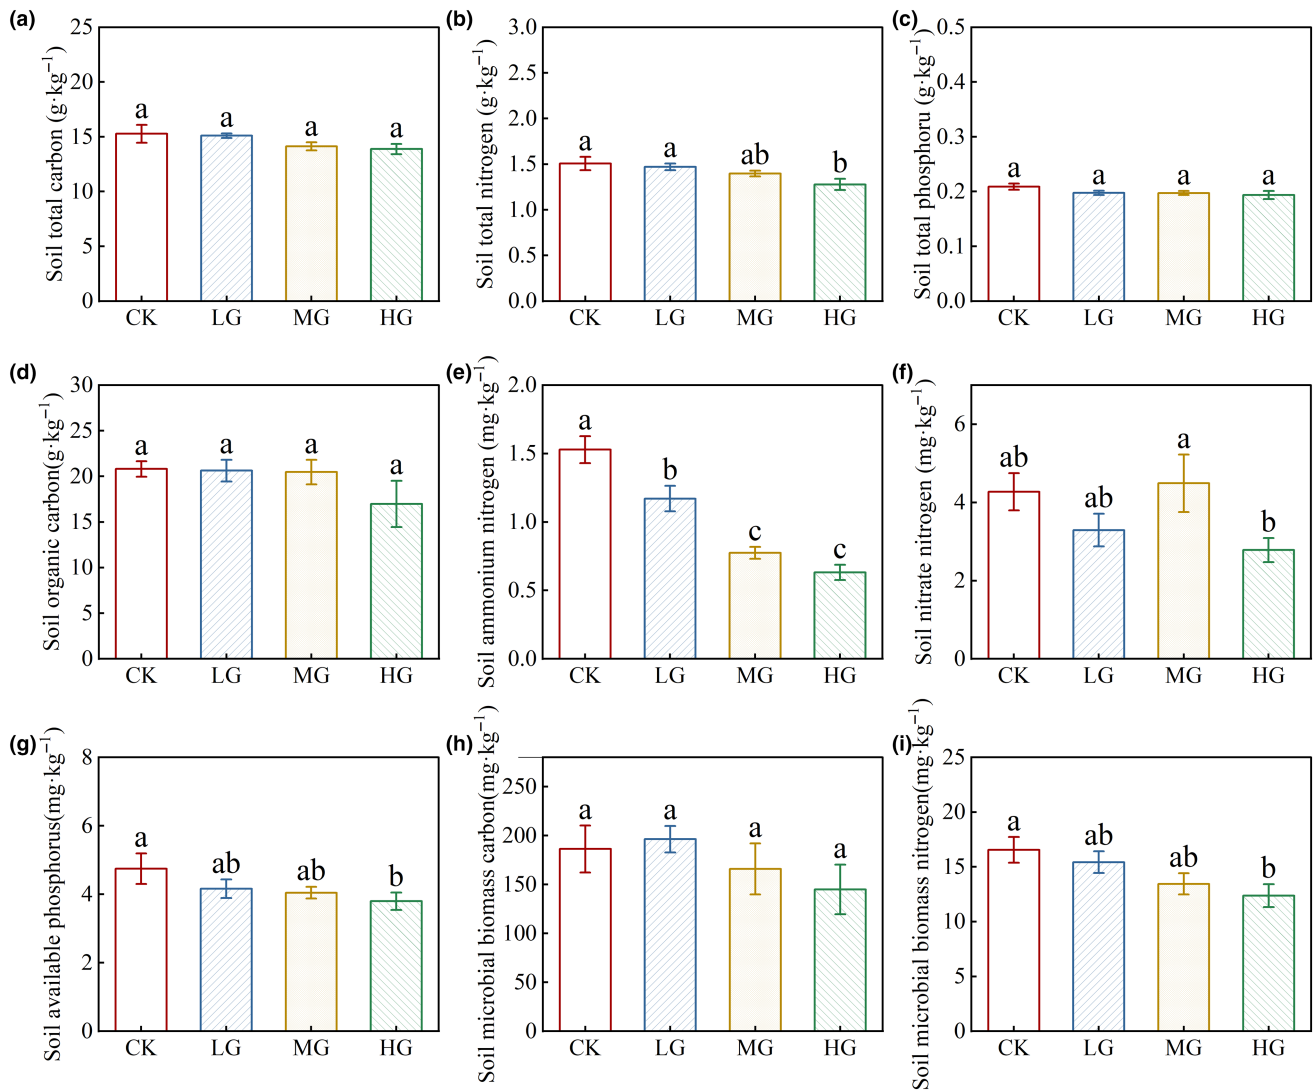 (a)
Soil total carbon (g·kg⁻¹)
25
20
15
10
5
0
a a a a
CK LG MG HG
(b)
Soil total nitrogen (g·kg⁻¹)
3.0
2.5
2.0
1.5
1.0
0.5
0.0
a a ab b
CK LG MG HG
(c)
Soil total phosphoru (g·kg⁻¹)
0.5
0.4
0.3
0.2
0.1
0.0
a a a a
CK LG MG HG
(d)
Soil organic carbon(g·kg⁻¹)
30
25
20
15
10
5
0
a a a a
CK LG MG HG
(e)
Soil ammonium nitrogen (mg·kg⁻¹)
2.0
1.5
1.0
0.5
0.0
a b c c
CK LG MG HG
(f)
Soil nitrate nitrogen (mg·kg⁻¹)
6
4
2
0
ab ab a b
CK LG MG HG
(g)
Soil available phosphorus(mg·kg⁻¹)
8
6
4
2
0
a ab ab b
CK LG MG HG
(h)
Soil microbial biomass carbon(mg·kg⁻¹)
250
200
150
100
50
0
a a a a
CK LG MG HG
(i)
Soil microbial biomass nitrogen(mg·kg⁻¹)
25
20
15
10
5
0
a ab ab b
CK LG MG HG